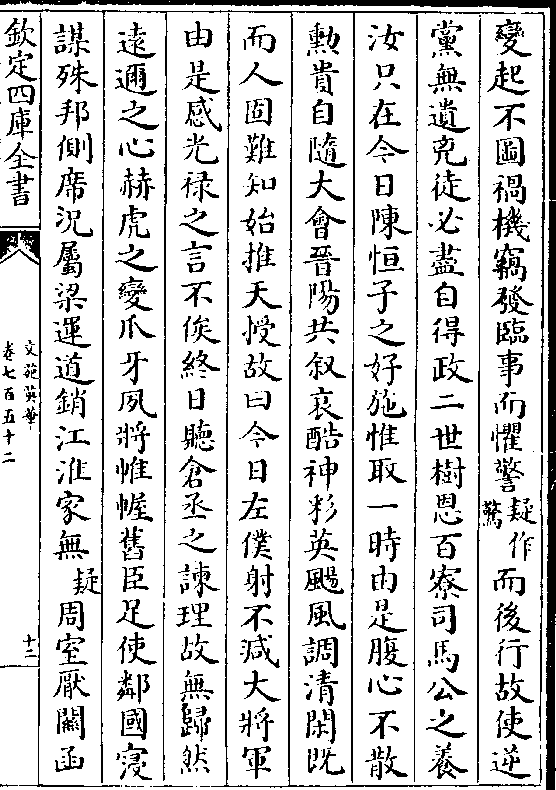 變起不圖禍機竊發臨事而懼警疑作驚而後行故使逆
黨無遺兇徒必盡自得政二世樹恩百寮司馬公之養
汝只在今日陳恒子之好施惟取一時由是腹心不散
勲貴自隨大會晉陽共叙哀酷神彩英颺風調清閑既
而人固難知始推天授故曰今日左僕射不減大將軍
由是感光禄之言不俟終日聽倉丞之諫理故無歸然
逺邇之心赫虎之變爪牙夙將帷幄舊臣足使鄰國寝
謀殊邦側席況屬梁運道銷江淮家無疑周室厭闗函
欽定四庫全書
文苑英華
卷七百五十二
十二